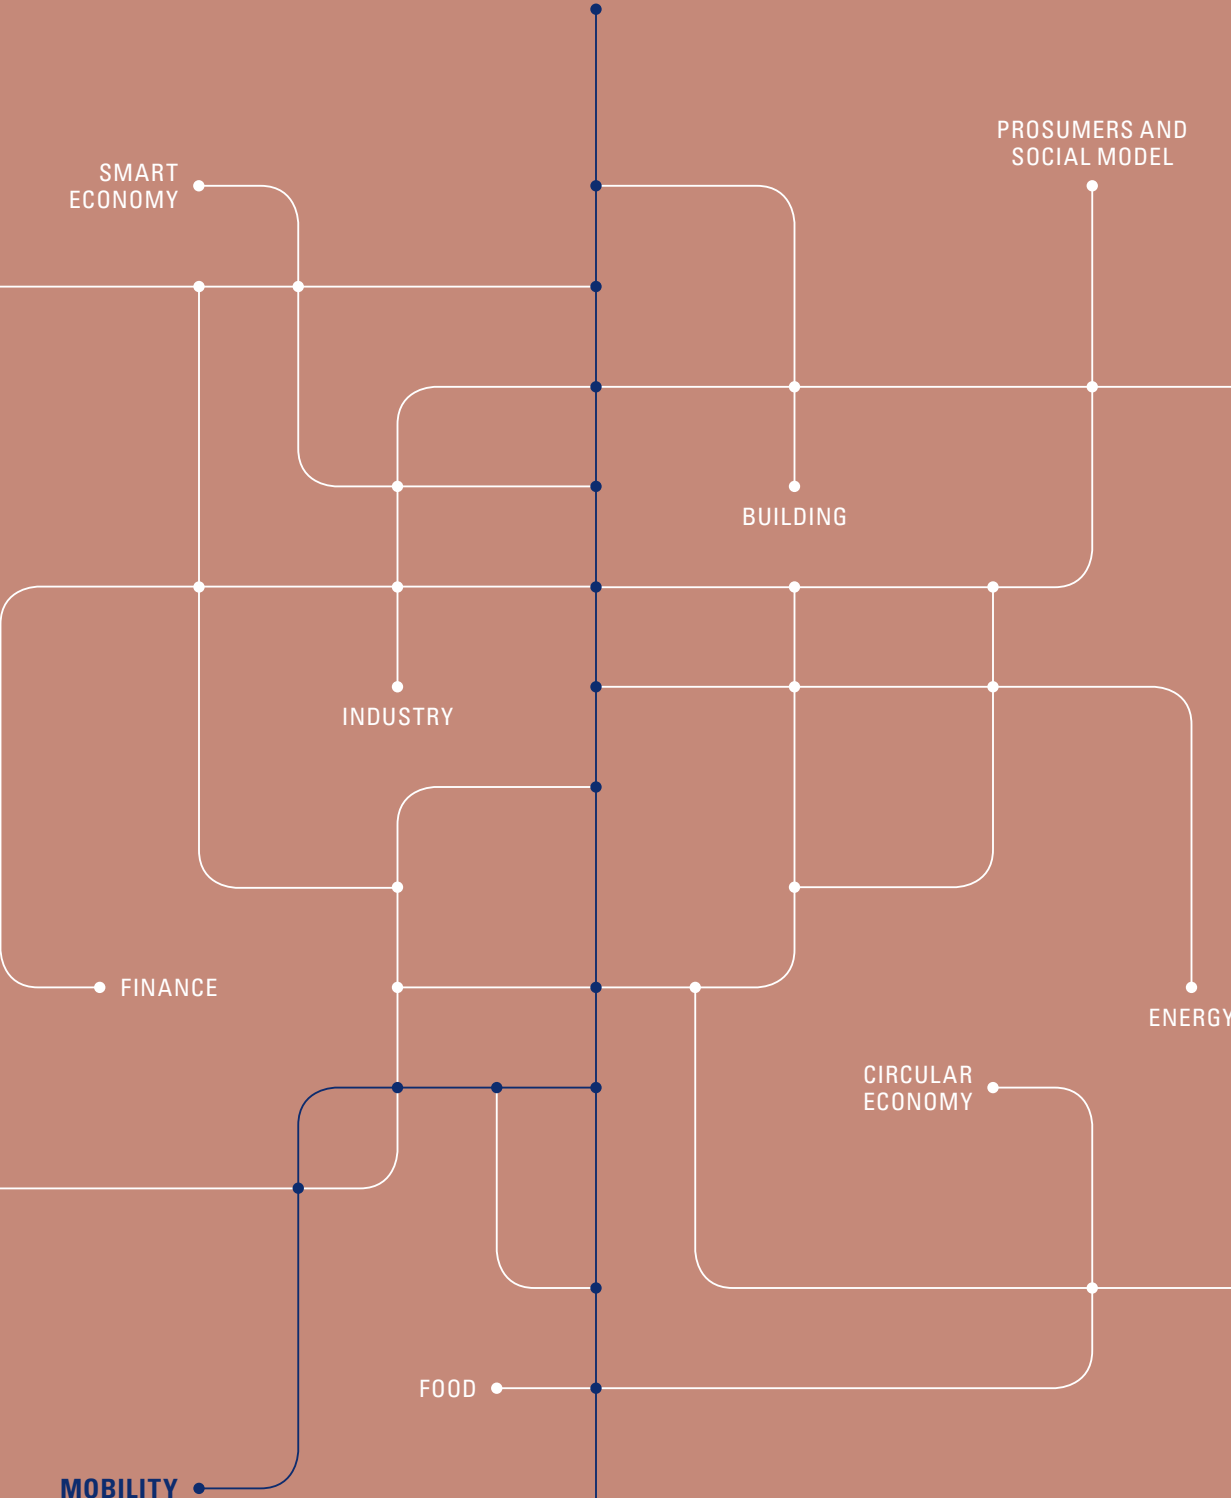 PROSUMERS AND
SOCIAL MODEL
SMART
ECONOMY
BUILDING
INDUSTRY
FINANCE
ENERGY
CIRCULAR
ECONOMY
FOOD
MOBILITY